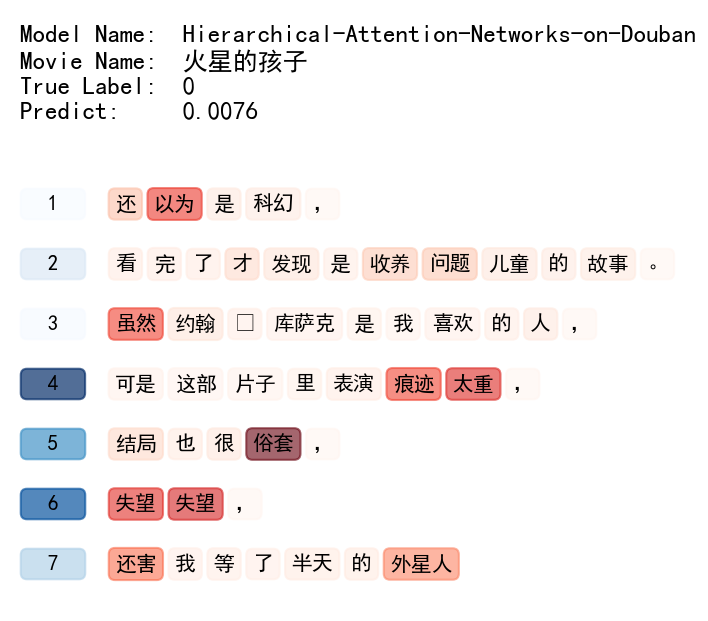 Model Name: Hierarchical-Attention-Networks-on-Douban
Movie Name: 火星的孩子
True Label: 0
Predict: 0.0076
1 还 以为 是 科幻 ，
2 看 完 了 才 发现 是 收养 问题 儿童 的 故事 。
3 虽然 约翰 □ 库萨克 是 我 喜欢 的 人 ，
4 可是 这部 片子 里 表演 痕迹 太重 ，
5 结局 也 很 俗套 ，
6 失望 失望 ，
7 还害 我 等 了 半天 的 外星人